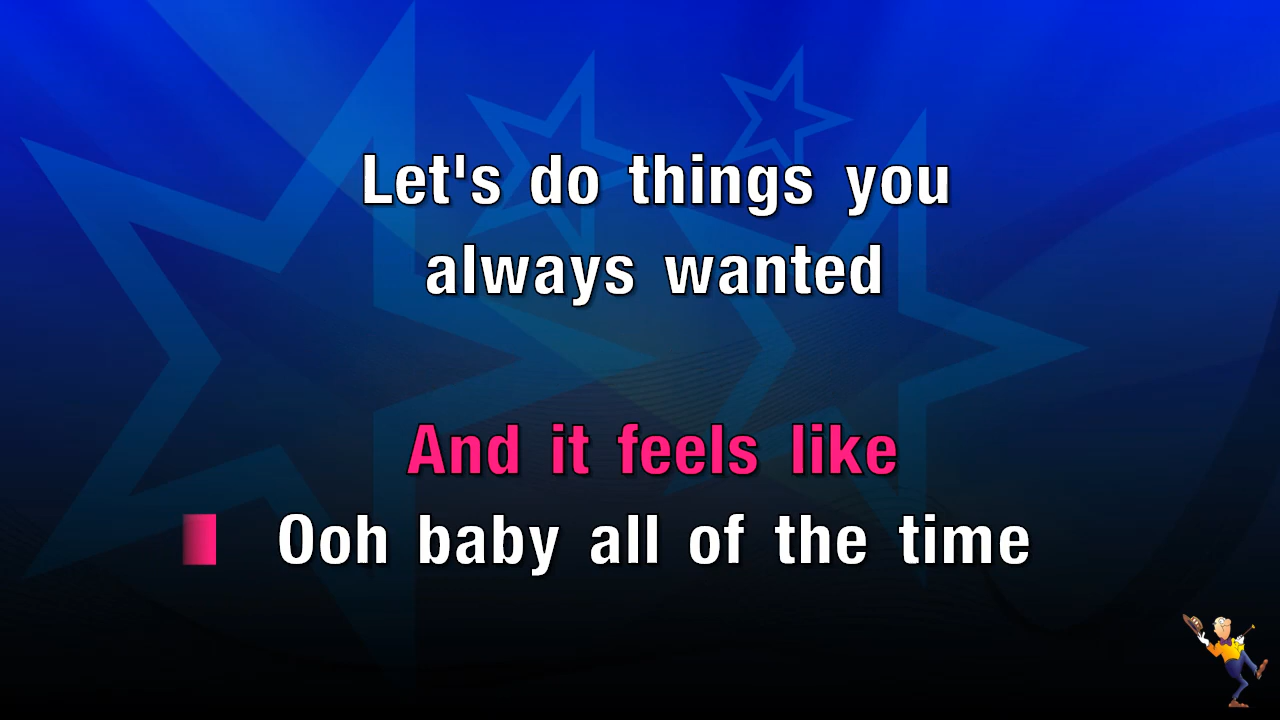 Let's do things you
always wanted
And it feels like
Ooh baby all of the time